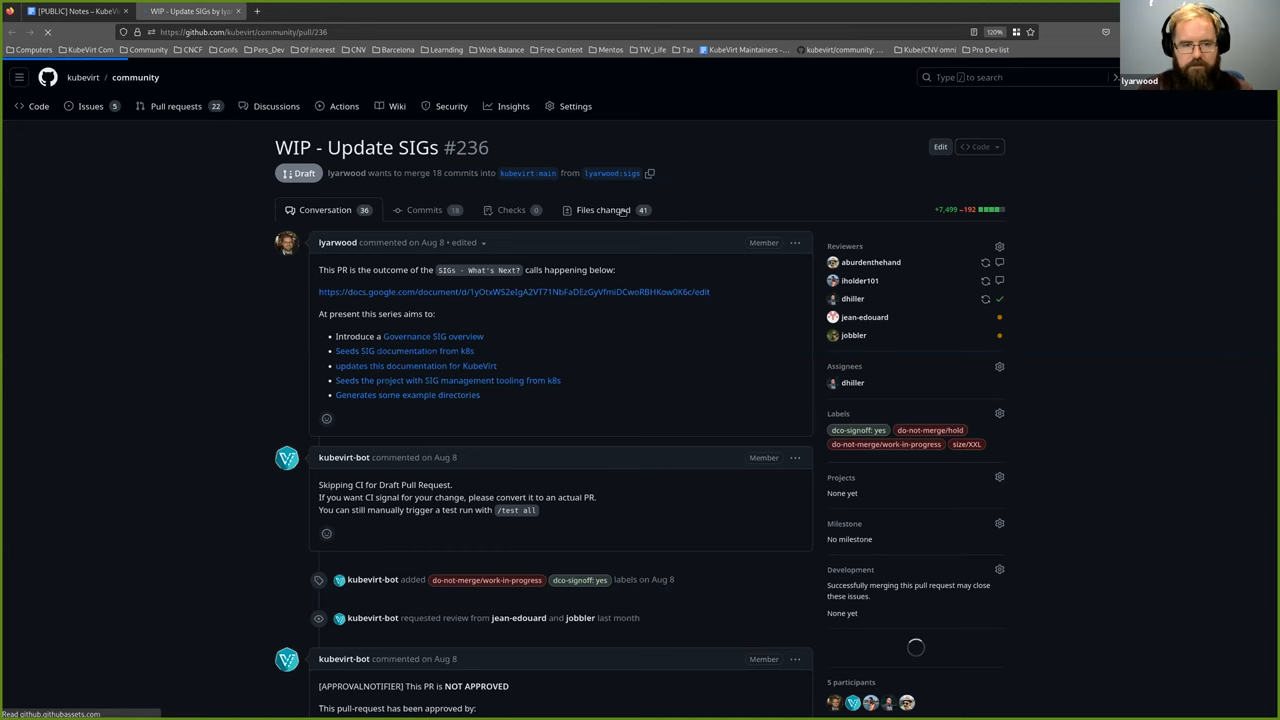 [PUBLIC] Notes – KubeVi
WIP - Update SIGs by lyar
https://github.com/kubevirt/community/pull/236
120%
Computers
KubeVirt Com
Community
CNCF
Confs
Pers_Dev
Of Interest
CNV
Barcelona
Learnding
Work Balance
Free Content
Mentos
TW_Life
Tax
KubeVirt Maintainers -...
kubevirt/community: ...
Kube/CNV omni
Pro Dev list
lyarwood
kubevirt / community
Type / to search
Code
Issues 5
Pull requests 22
Discussions
Actions
Wiki
Security
Insights
Settings
WIP - Update SIGs #236
Edit
Code
Draft
lyarwood wants to merge 18 commits into kubevirt:main from lyarwood:sigs
Conversation 36
Commits 18
Checks 0
Files changed 41
+7,499 −192
lyarwood commented on Aug 8 • edited
Member
This PR is the outcome of the SIGs - What's Next? calls happening below:
https://docs.google.com/document/d/1yOtxWS2eIgA2VT71NbFaDEzGyVfmiDCwoRBHKow0K6c/edit
At present this series aims to:
• Introduce a Governance SIG overview
• Seeds SIG documentation from k8s
• updates this documentation for KubeVirt
• Seeds the project with SIG management tooling from k8s
• Generates some example directories
kubevirt-bot commented on Aug 8
Member
Skipping CI for Draft Pull Request.
If you want CI signal for your change, please convert it to an actual PR.
You can still manually trigger a test run with /test all
kubevirt-bot added do-not-merge/work-in-progress dco-signoff: yes labels on Aug 8
kubevirt-bot requested review from jean-edouard and jobbler last month
kubevirt-bot commented on Aug 8
Member
[APPROVALNOTIFIER] This PR is NOT APPROVED
This pull-request has been approved by:
Reviewers
aburdenthehand
iholder101
dhiller
jean-edouard
jobbler
Assignees
dhiller
Labels
dco-signoff: yes
do-not-merge/hold
do-not-merge/work-in-progress
size/XXL
Projects
None yet
Milestone
No milestone
Development
Successfully merging this pull request may close
these issues.
None yet
5 participants
Read github.githubassets.com